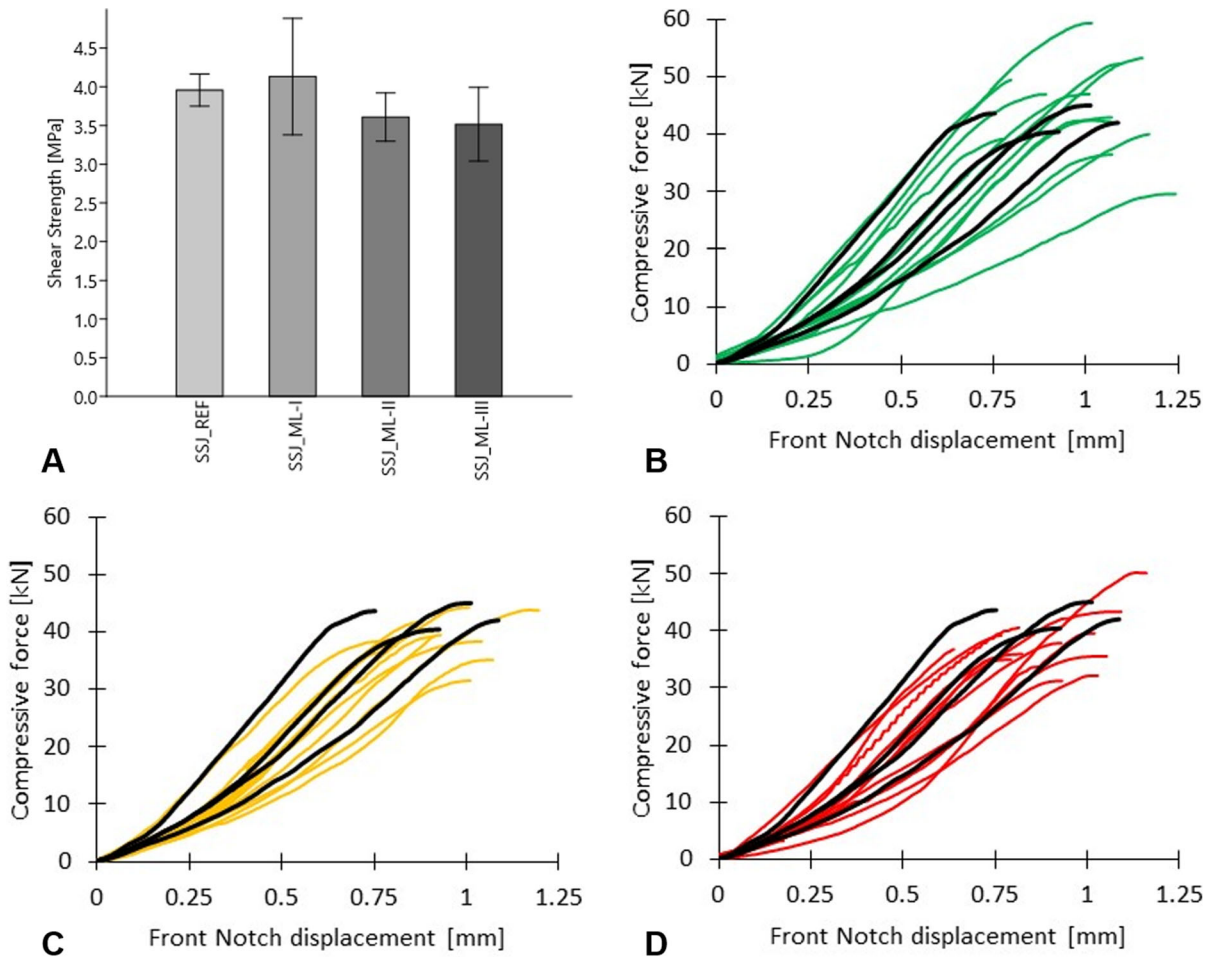 Shear Strength [MPa]
4.5
4.0
3.5
3.0
2.5
2.0
1.5
1.0
0.5
0.0
SSJ_REF
SSJ_ML-I
SSJ_ML-II
SSJ_ML-III
A
Compressive force [kN]
60
50
40
30
20
10
0
0 0.25 0.5 0.75 1 1.25
Front Notch displacement [mm]
B
Compressive force [kN]
60
50
40
30
20
10
0
0 0.25 0.5 0.75 1 1.25
Front Notch displacement [mm]
C
Compressive force [kN]
60
50
40
30
20
10
0
0 0.25 0.5 0.75 1 1.25
Front Notch displacement [mm]
D